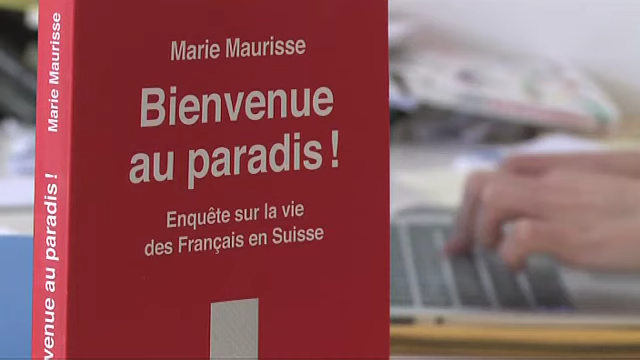 Marie Maurisse
Bienvenue
au paradis !
Enquête sur la vie
des Français en Suisse
Marie Maurisse
venue au paradis !